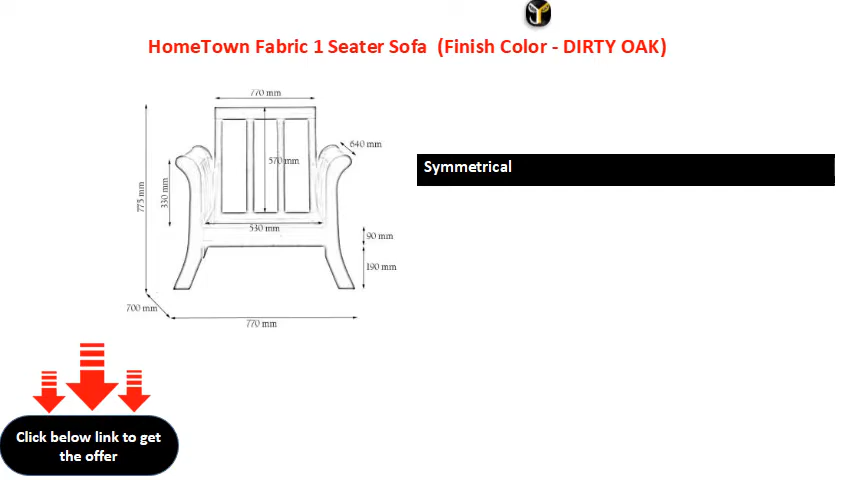 HomeTown Fabric 1 Seater Sofa (Finish Color - DIRTY OAK)
770 mm
640 mm
570 mm
Symmetrical
775 mm
330 mm
530 mm
90 mm
190 mm
700 mm
770 mm
Click below link to get
the offer